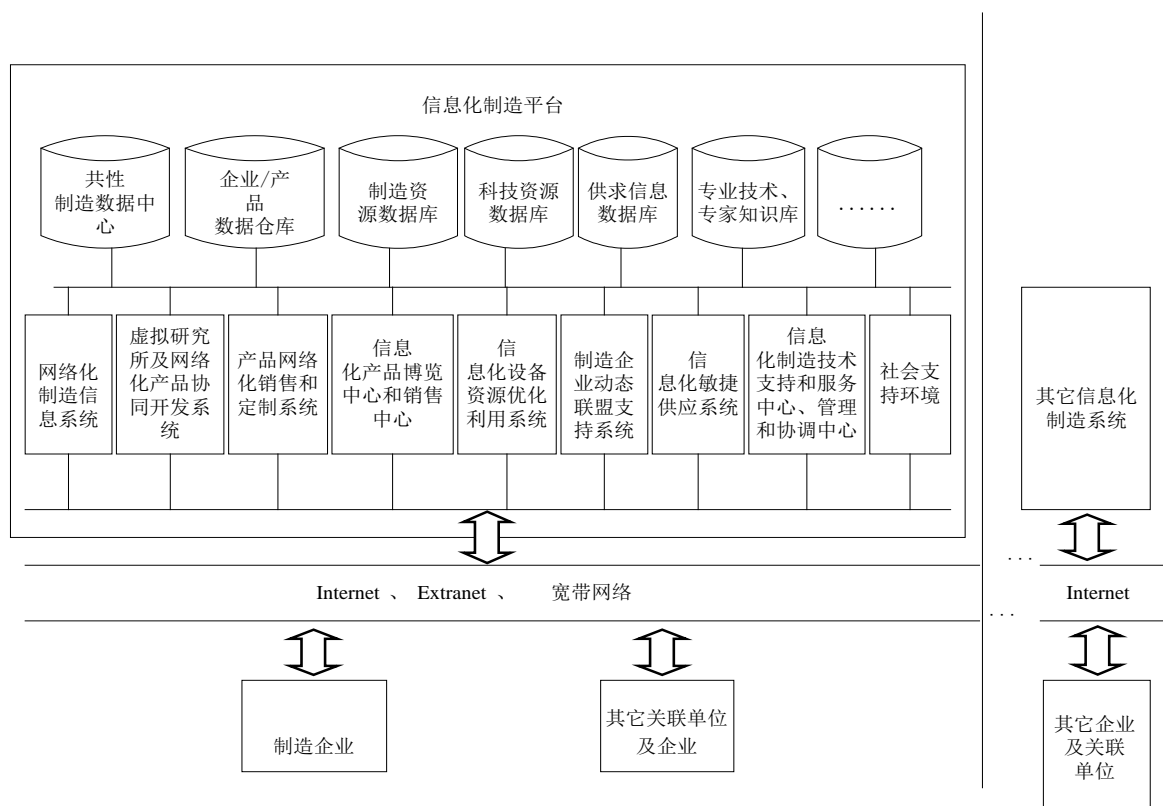 信息化制造平台
共性
制造数据中
心
企业/产
品
数据仓库
制造资
源数据库
科技资源
数据库
供求信息
数据库
专业技术、
专家知识库
......
网络化
制造信
息系统
虚拟研究
所及网络
化产品协
同开发系
统
产品网络
化销售和
定制系统
信息
化产品博览
中心和销售
中心
信
息化设备
资源优化
利用系统
制造企
业动态
联盟支
持系统
信
息化敏捷
供应系统
信息
化制造技术
支持和服务
中心、管理
和协调中心
社会支
持环境
其它信息化
制造系统
...
Internet 、 Extranet 、 宽带网络
...
Internet
制造企业
其它关联单位
及企业
其它企业
及关联
单位